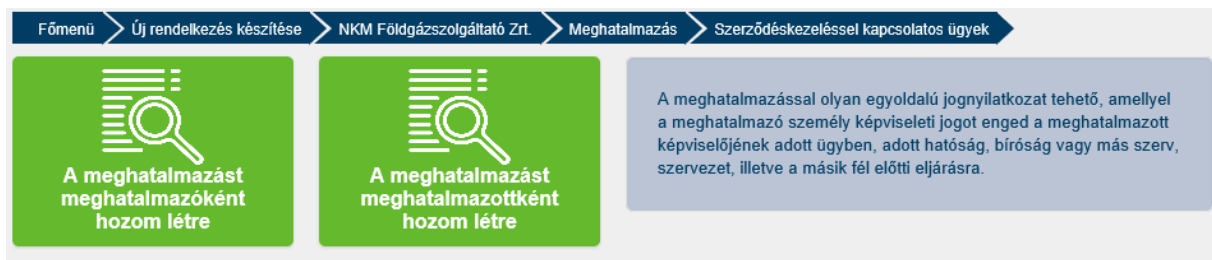 Főmenü Új rendelkezés készítése NKM Földgázszolgáltató Zrt. Meghatalmazás Szerződéskezeléssel kapcsolatos ügyek
A meghatalmazást
meghatalmazóként
hozom létre
A meghatalmazást
meghatalmazottként
hozom létre
A meghatalmazással olyan egyoldalú jognyilatkozat tehető, amellyel
a meghatalmazó személy képviseleti jogot enged a meghatalmazott
képviselőjének adott ügyben, adott hatóság, bíróság vagy más szerv,
szervezet, illetve a másik fél előtti eljárásra.